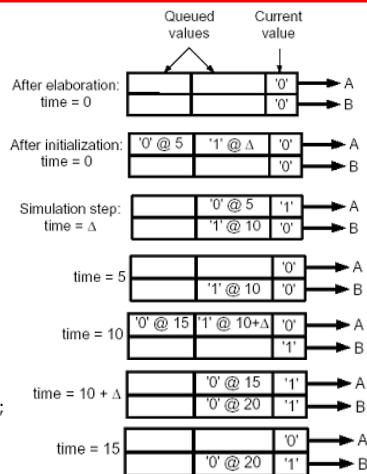 Queued values
Current value
After elaboration:
time = 0
'0' A
'0' B
After initialization:
time = 0
'0' @ 5 '1' @ Δ '0' A
'0' B
Simulation step:
time = Δ
'0' @ 5 '1' A
'1' @ 10 '0' B
time = 5
'0' A
'1' @ 10 '0' B
time = 10
'0' @ 15 '1' @ 10+Δ '0' A
'1' B
;
time = 10 + Δ
'0' @ 15 '1' A
'0' @ 20 '1' B
time = 15
'0' A
'0' @ 20 '1' B